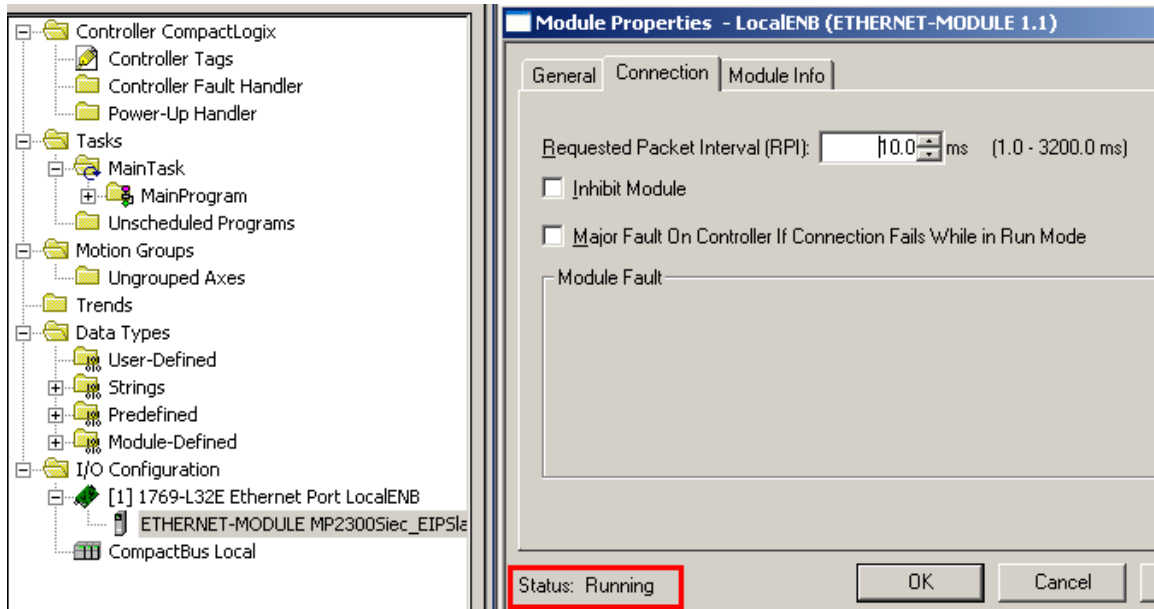 Controller CompactLogix
Controller Tags
Controller Fault Handler
Power-Up Handler
Tasks
MainTask
MainProgram
Unscheduled Programs
Motion Groups
Ungrouped Axes
Trends
Data Types
User-Defined
Strings
Predefined
Module-Defined
I/O Configuration
[1] 1769-L32E Ethernet Port LocalENB
ETHERNET-MODULE MP2300Siec_EIPSla
CompactBus Local
Module Properties - LocalENB (ETHERNET-MODULE 1.1)
General Connection Module Info
Requested Packet Interval (RPI): 10.0 ms (1.0 - 3200.0 ms)
Inhibit Module
Major Fault On Controller If Connection Fails While in Run Mode
Module Fault
Status: Running OK Cancel